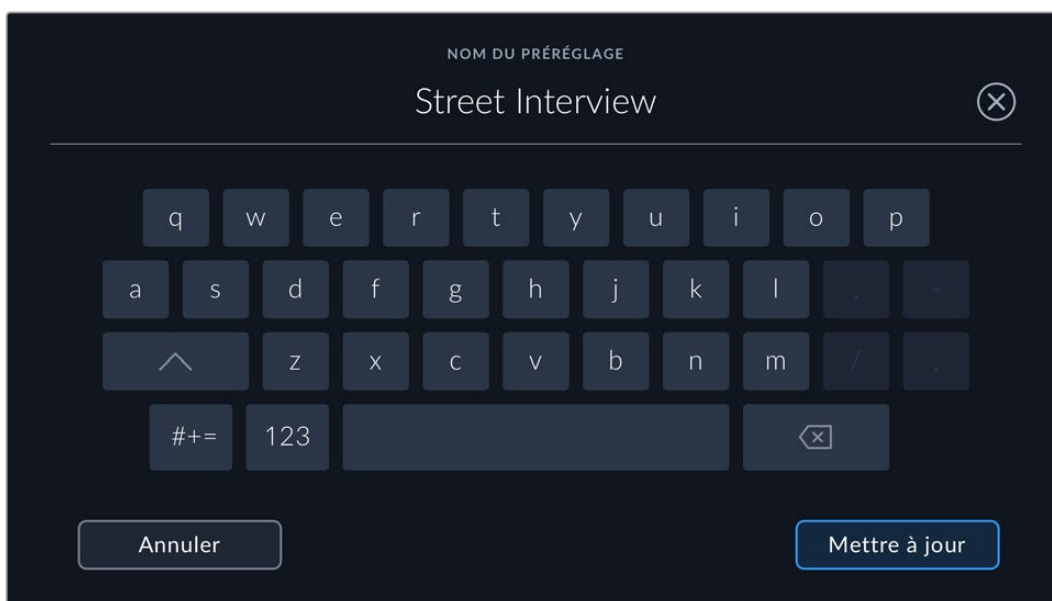 NOM DU PRÉRÉGLAGE
Street Interview
q w e r t y u i o p
a s d f g h j k l . -
z x c v b n m / ,
#+= 123
Annuler Mettre à jour